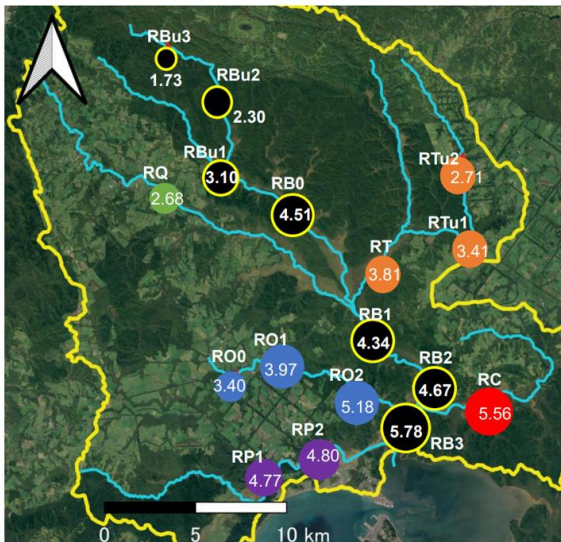 RBu3
1.73
RBu2
2.30
RBu1
3.10
RQ
2.68
RB0
4.51
RTu2
2.71
RTu1
3.41
RT
3.81
RB1
4.34
RO1
3.97
RO0
3.40
RB2
4.67
RC
5.56
RO2
5.18
5.78
RB3
RP2
4.80
RP1
4.77
0 5 10 km